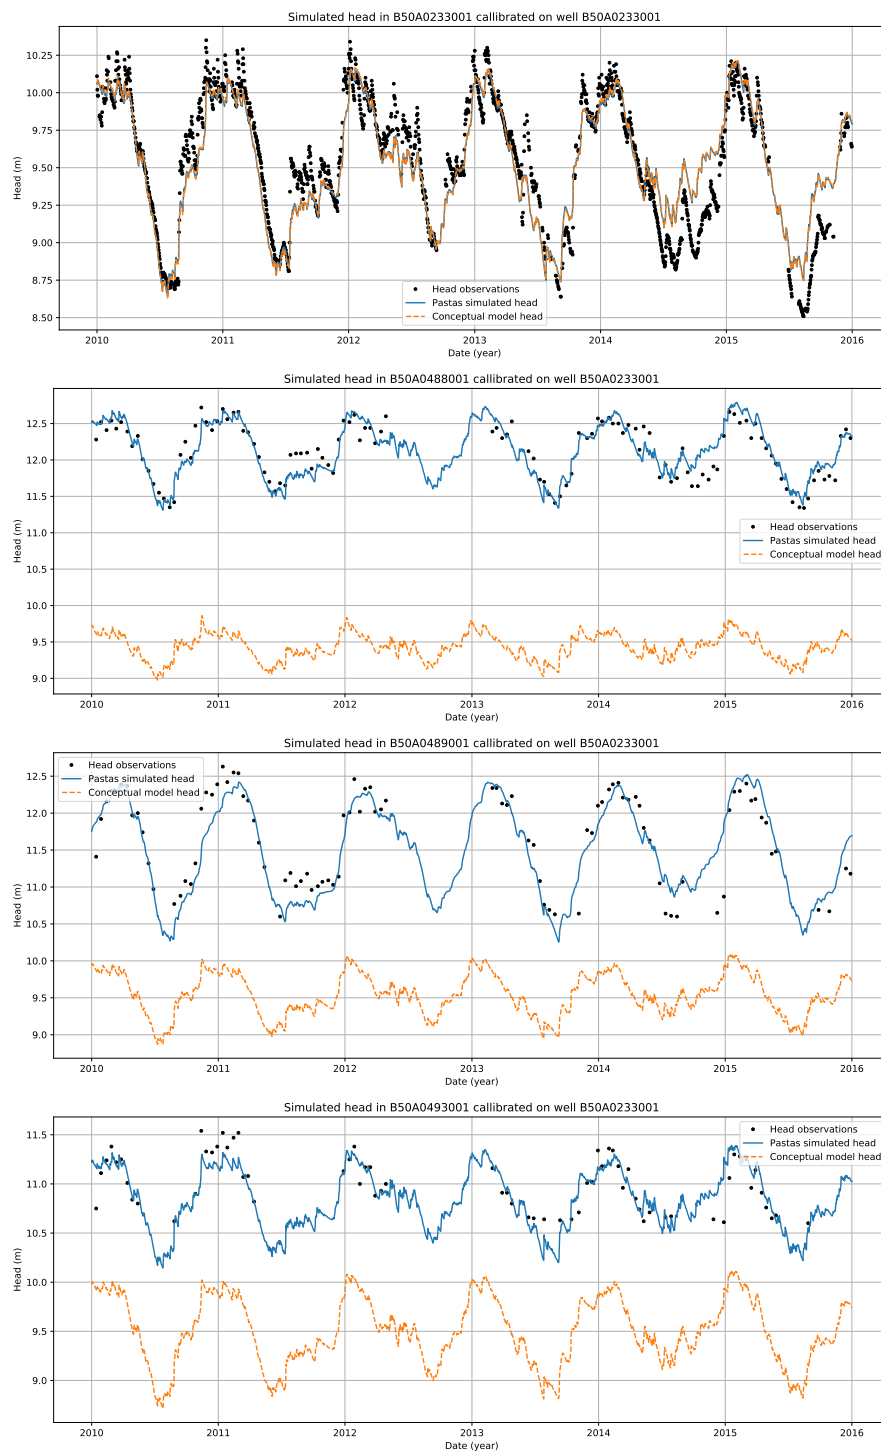 Simulated head in B50A0233001 callibrated on well B50A0233001
10.25
10.00
9.75
9.50
9.25
9.00
8.75
8.50
Head (m)
Head observations
Pastas simulated head
Conceptual model head
2010 2011 2012 2013 2014 2015 2016
Date (year)
Simulated head in B50A0488001 callibrated on well B50A0233001
12.5
12.0
11.5
11.0
10.5
10.0
9.5
9.0
Head (m)
Head observations
Pastas simulated head
Conceptual model head
2010 2011 2012 2013 2014 2015 2016
Date (year)
Simulated head in B50A0489001 callibrated on well B50A0233001
Head observations
Pastas simulated head
Conceptual model head
12.5
12.0
11.5
11.0
10.5
10.0
9.5
9.0
Head (m)
2010 2011 2012 2013 2014 2015 2016
Date (year)
Simulated head in B50A0493001 callibrated on well B50A0233001
Head observations
Pastas simulated head
Conceptual model head
11.5
11.0
10.5
10.0
9.5
9.0
Head (m)
2010 2011 2012 2013 2014 2015 2016
Date (year)